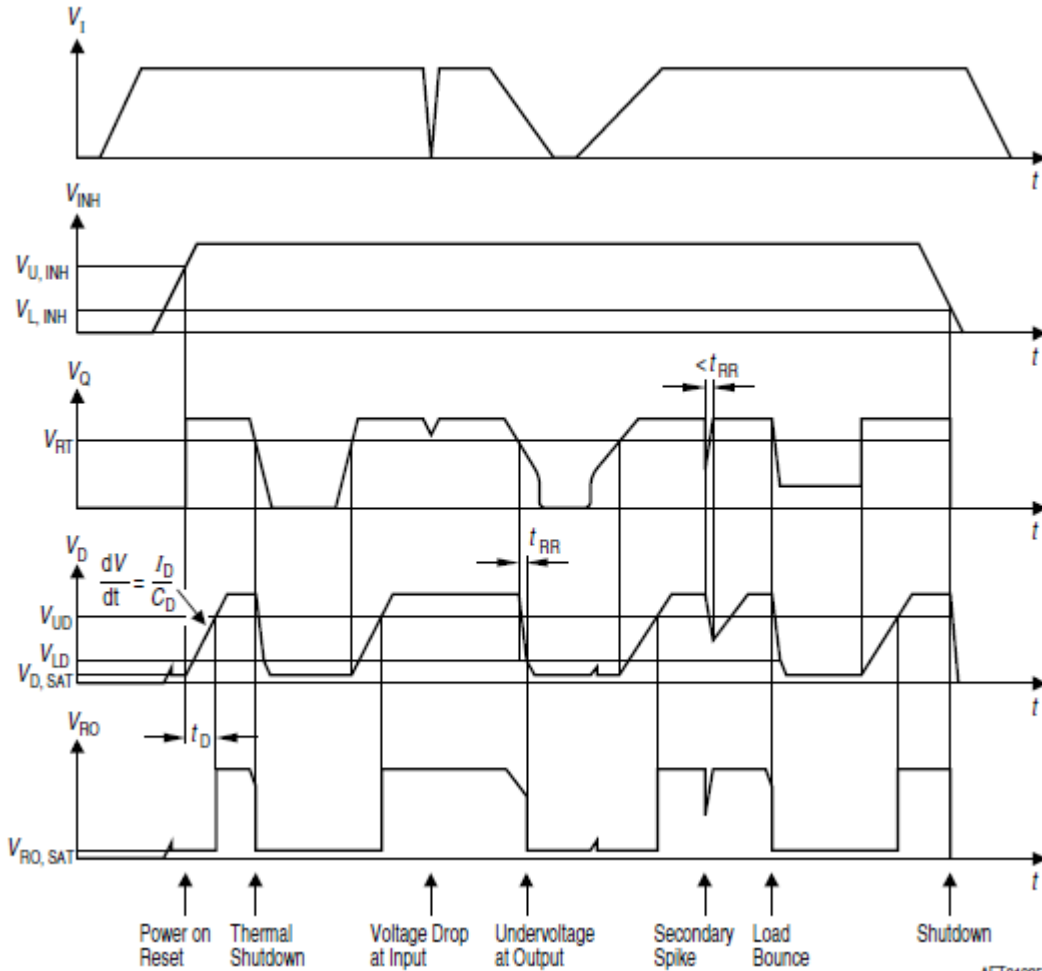 V_I
t
V_INH
V_U, INH
V_L, INH
t
V_Q
<t_RR
V_RT
t
V_D
t_RR
dV/dt = I_D/C_D
V_UD
V_LD
V_D, SAT
t
V_RO
t_D
V_RO, SAT
t
Power on Reset
Thermal Shutdown
Voltage Drop at Input
Undervoltage at Output
Secondary Spike
Load Bounce
Shutdown